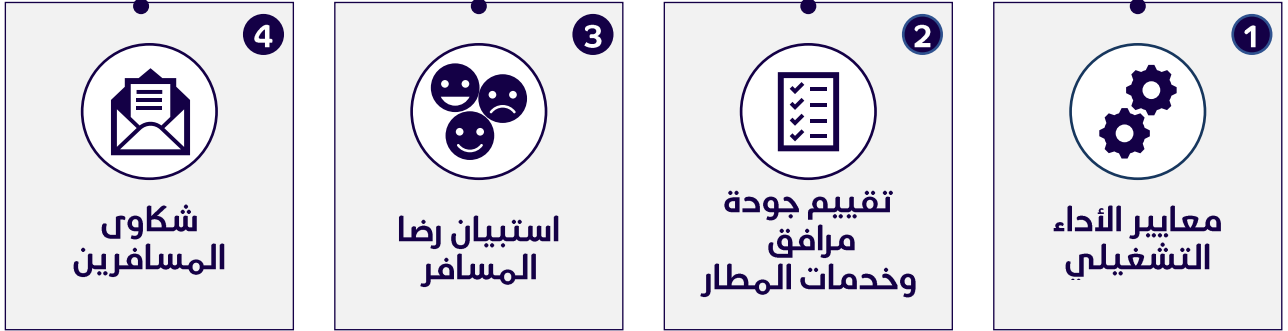 1
معايير الأداء
التشغيلي
2
تقييم جودة
مرافق
وخدمات المطار
3
استبيان رضا
المسافر
4
شكاوى
المسافرين